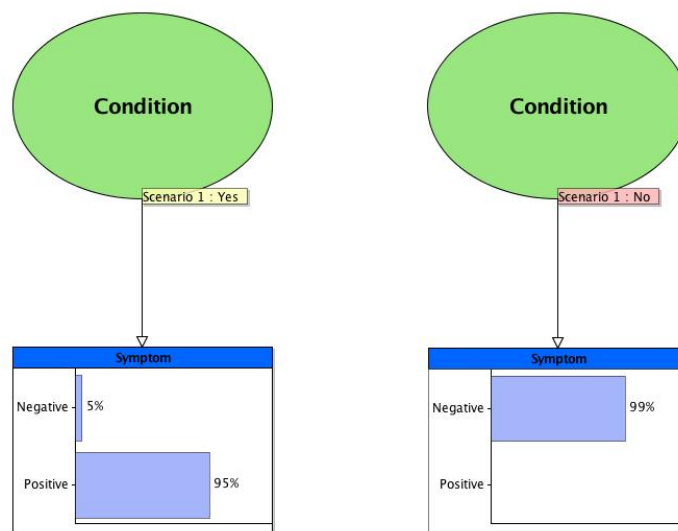 Condition
Scenario 1 : Yes
Symptom
Negative
5%
Positive
95%
Condition
Scenario 1 : No
Symptom
Negative
99%
Positive